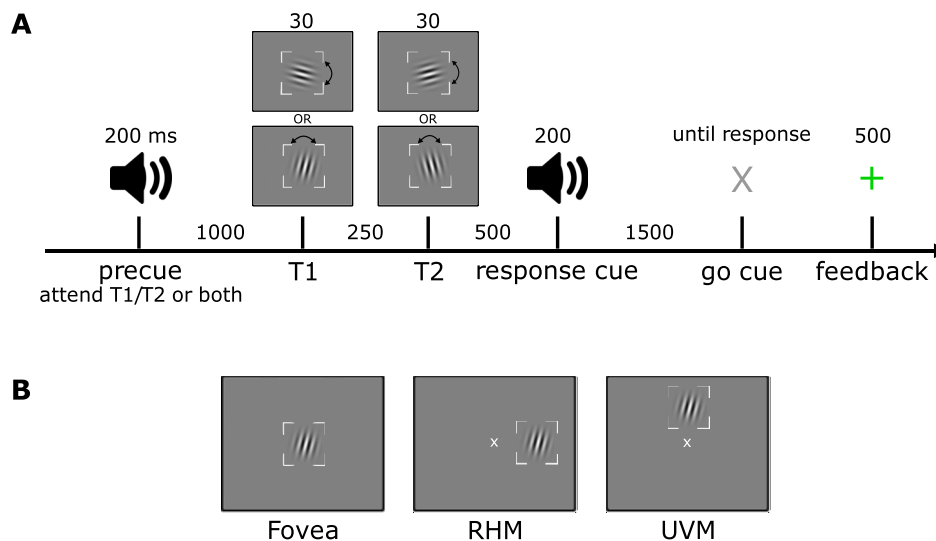 A
30 30
200 ms
OR OR
200
until response
500
X
1000 250 500 1500
precue T1 T2 response cue go cue feedback
attend T1/T2 or both
B
x
x
Fovea RHM UVM